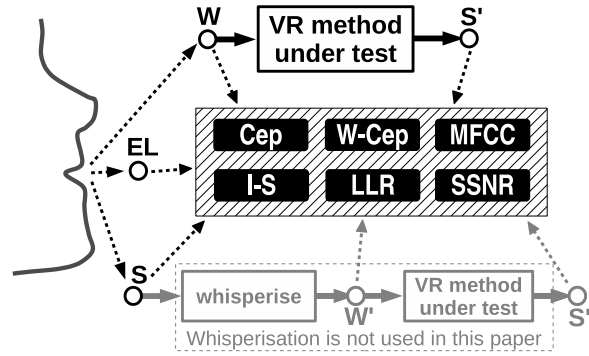 W
VR method
under test
S'
EL
Cep
W-Cep
MFCC
I-S
LLR
SSNR
S
whisperise
W'
VR method
under test
S'
Whisperisation is not used in this paper